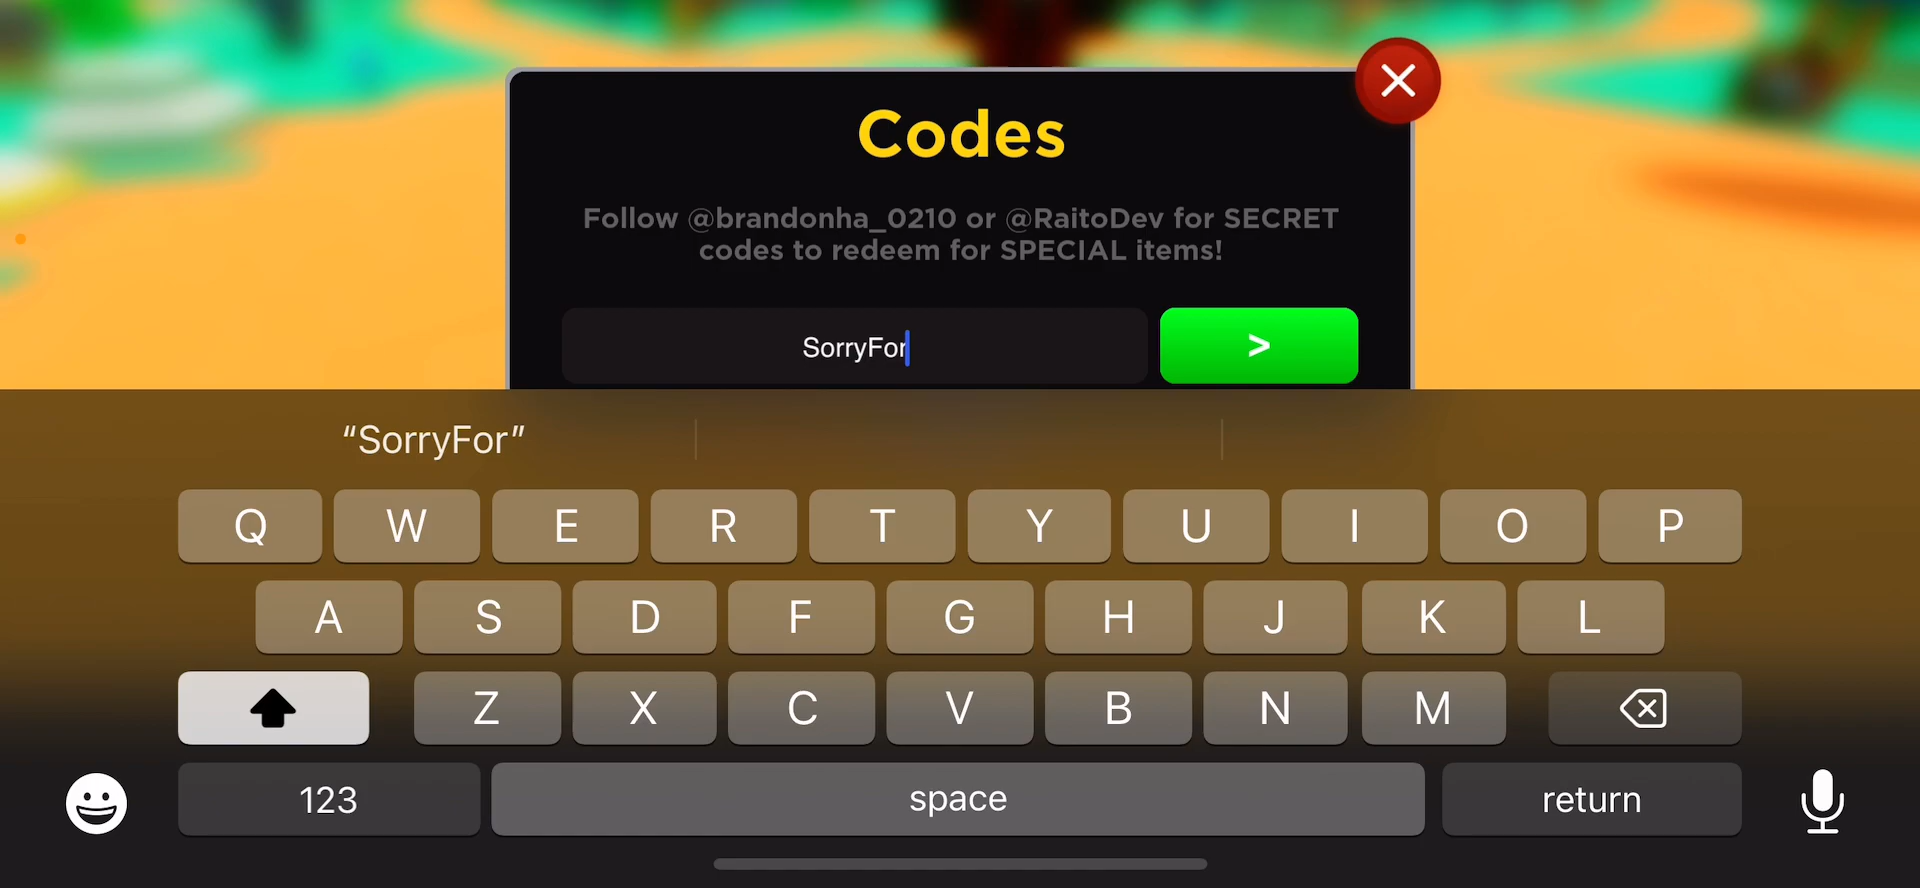 Codes
Follow @brandonha_0210 or @RaitoDev for SECRET
codes to redeem for SPECIAL items!
SorryFor
>
“SorryFor”
Q W E R T Y U I O P
A S D F G H J K L
Z X C V B N M
123
space
return